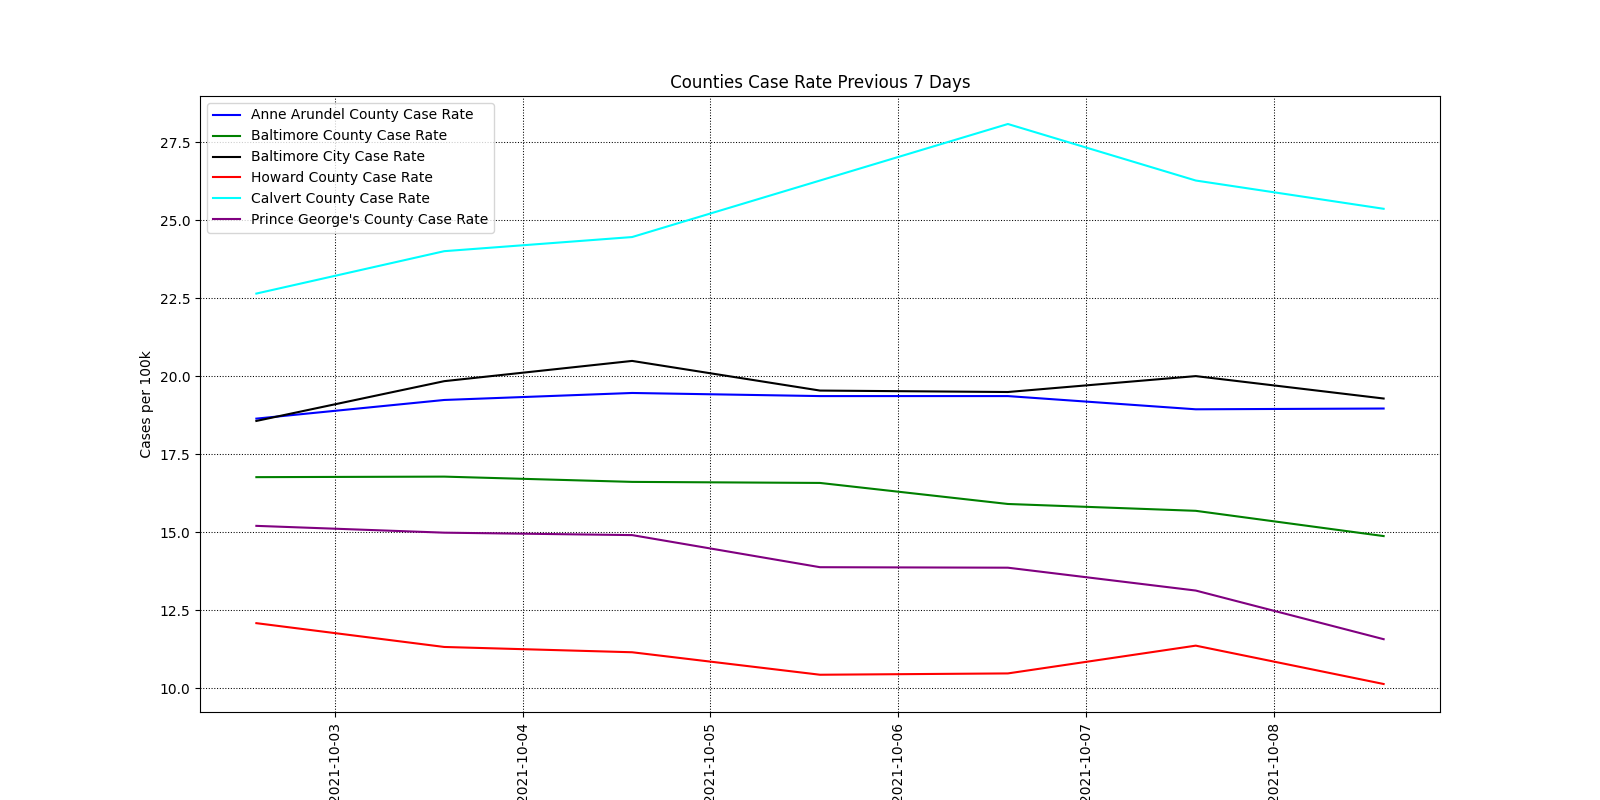 Counties Case Rate Previous 7 Days
Anne Arundel County Case Rate
Baltimore County Case Rate
Baltimore City Case Rate
Howard County Case Rate
Calvert County Case Rate
Prince George's County Case Rate
27.5
25.0
22.5
20.0
17.5
15.0
12.5
10.0
Cases per 100k
2021-10-03
2021-10-04
2021-10-05
2021-10-06
2021-10-07
2021-10-08